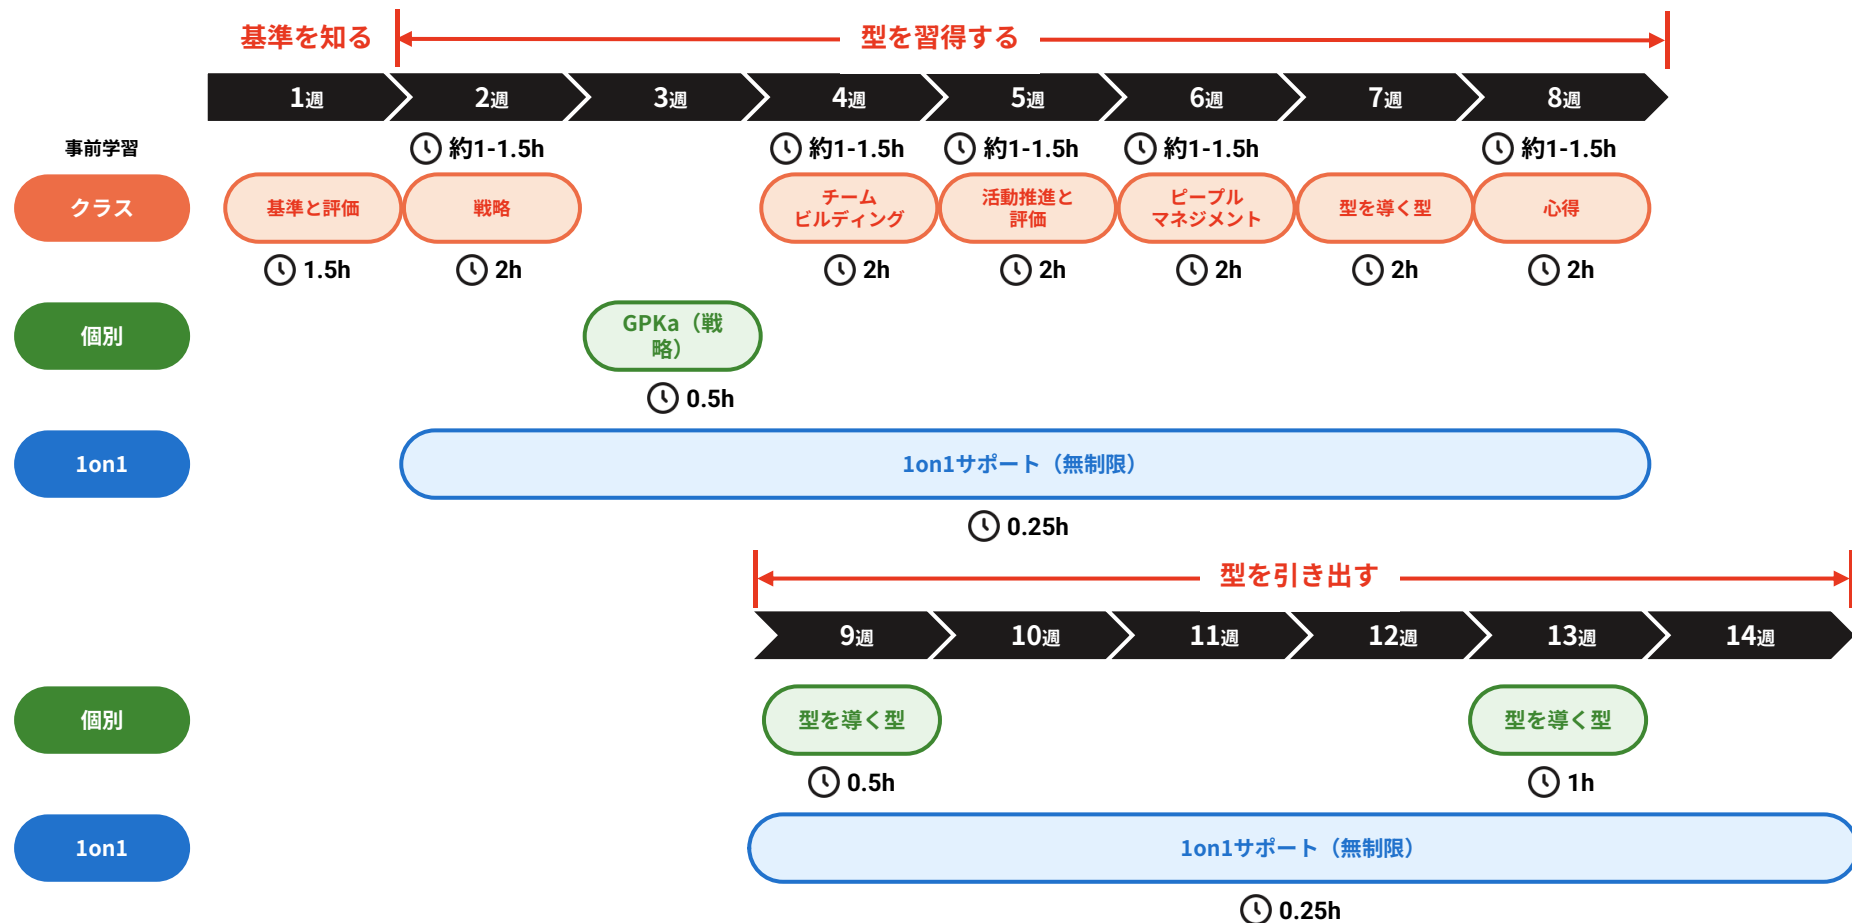 基準を知る
型を習得する
1週
2週
3週
4週
5週
6週
7週
8週
事前学習
約1-1.5h
約1-1.5h
約1-1.5h
約1-1.5h
約1-1.5h
クラス
基準と評価
戦略
チーム
ビルディング
活動推進と
評価
ピープル
マネジメント
型を導く型
心得
1.5h
2h
2h
2h
2h
2h
2h
個別
GPKa（戦
略）
0.5h
1on1
1on1サポート（無制限）
0.25h
型を引き出す
9週
10週
11週
12週
13週
14週
個別
型を導く型
型を導く型
0.5h
1h
1on1
1on1サポート（無制限）
0.25h